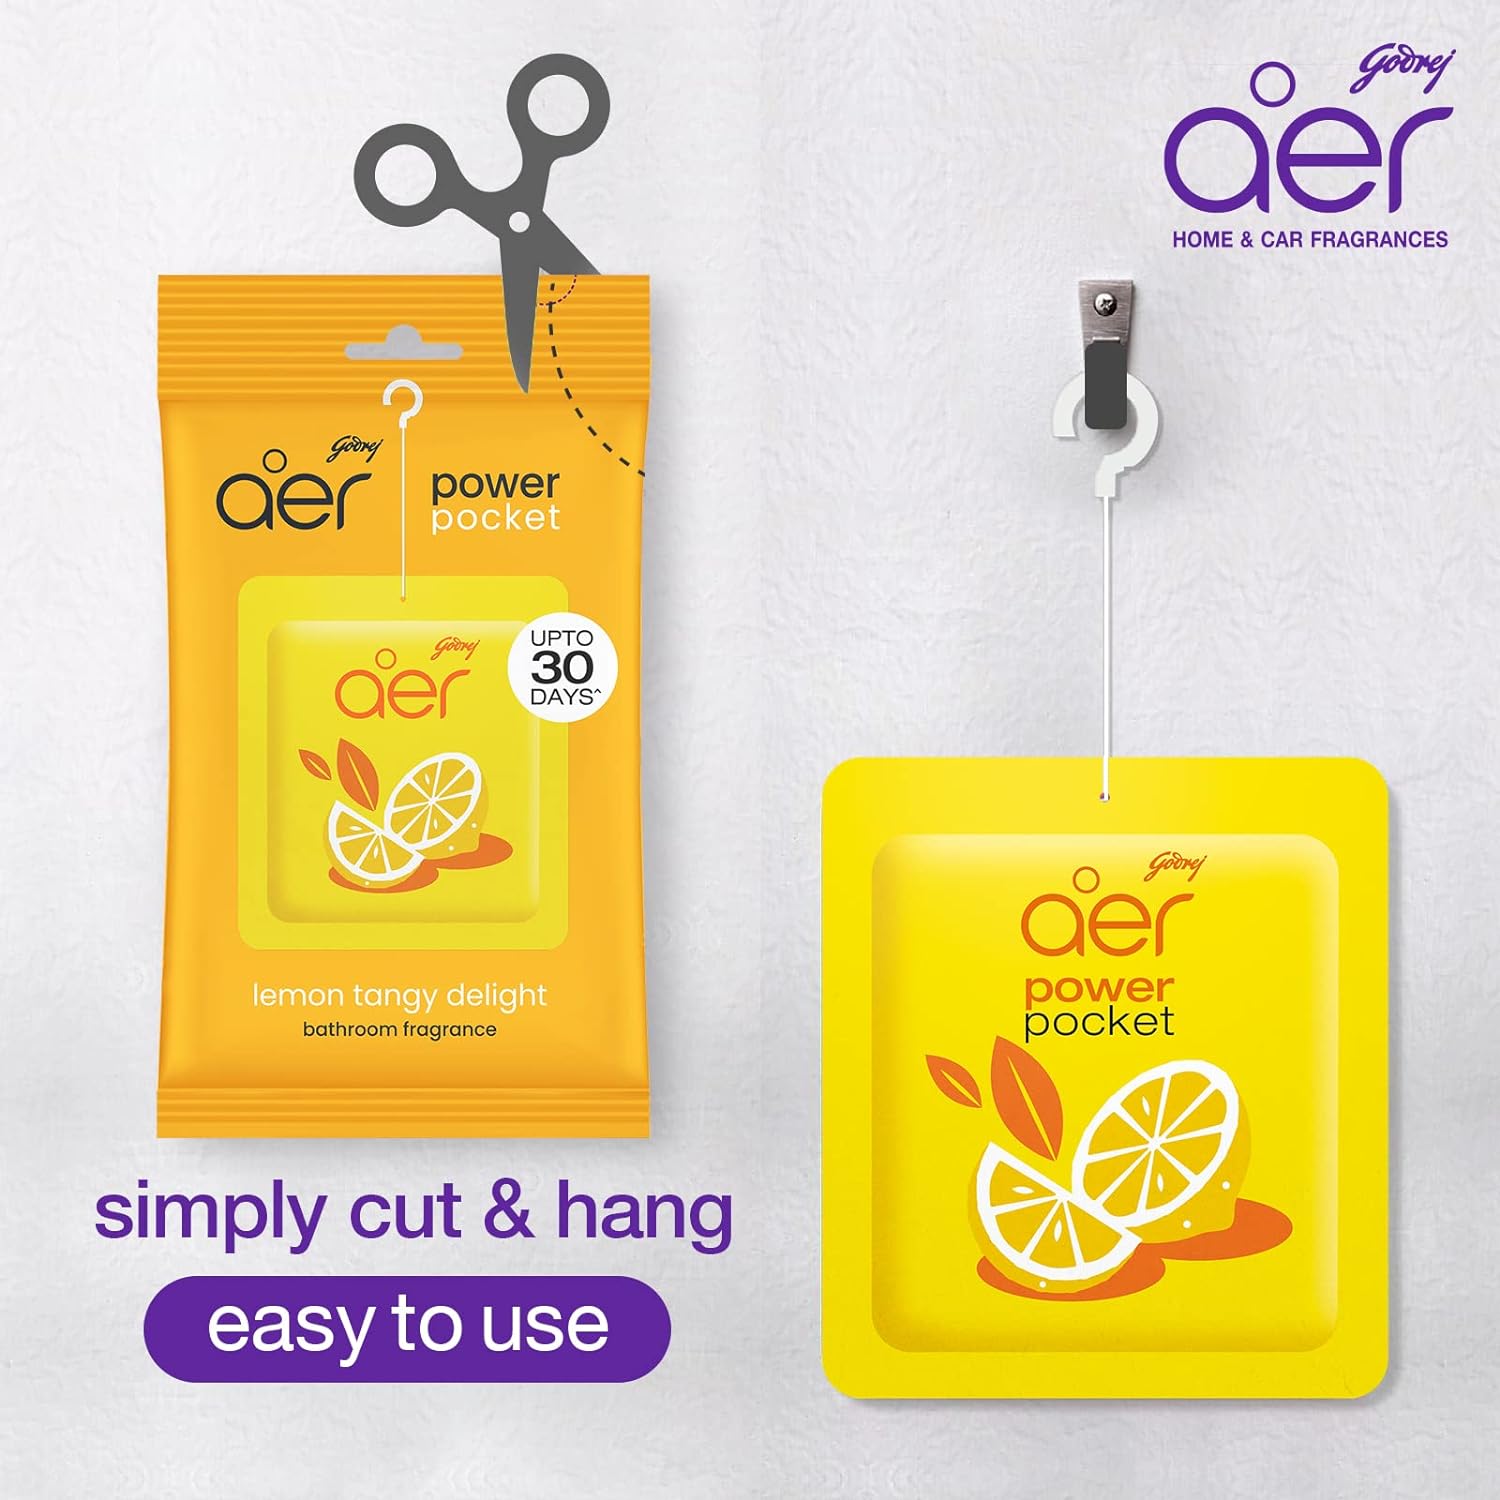 Godrej
aer
HOME & CAR FRAGRANCES
Godrej
aer
power
pocket
Godrej
aer
UPTO
30
DAYS^
lemon tangy delight
bathroom fragrance
simply cut & hang
easy to use
Godrej
aer
power
pocket